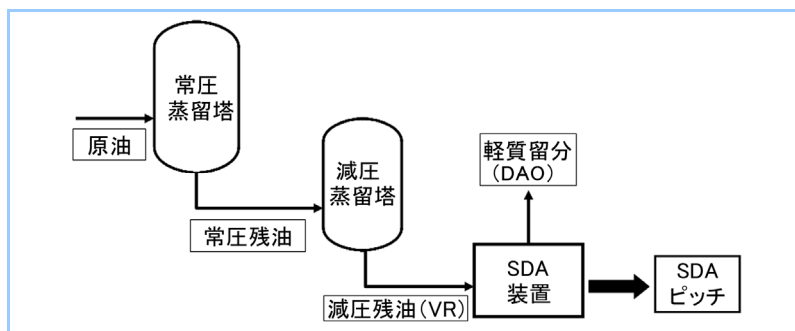 常圧
蒸留塔
原油
常圧残油
減圧
蒸留塔
減圧残油(VR)
軽質留分
(DAO)
SDA
装置
SDA
ピッチ